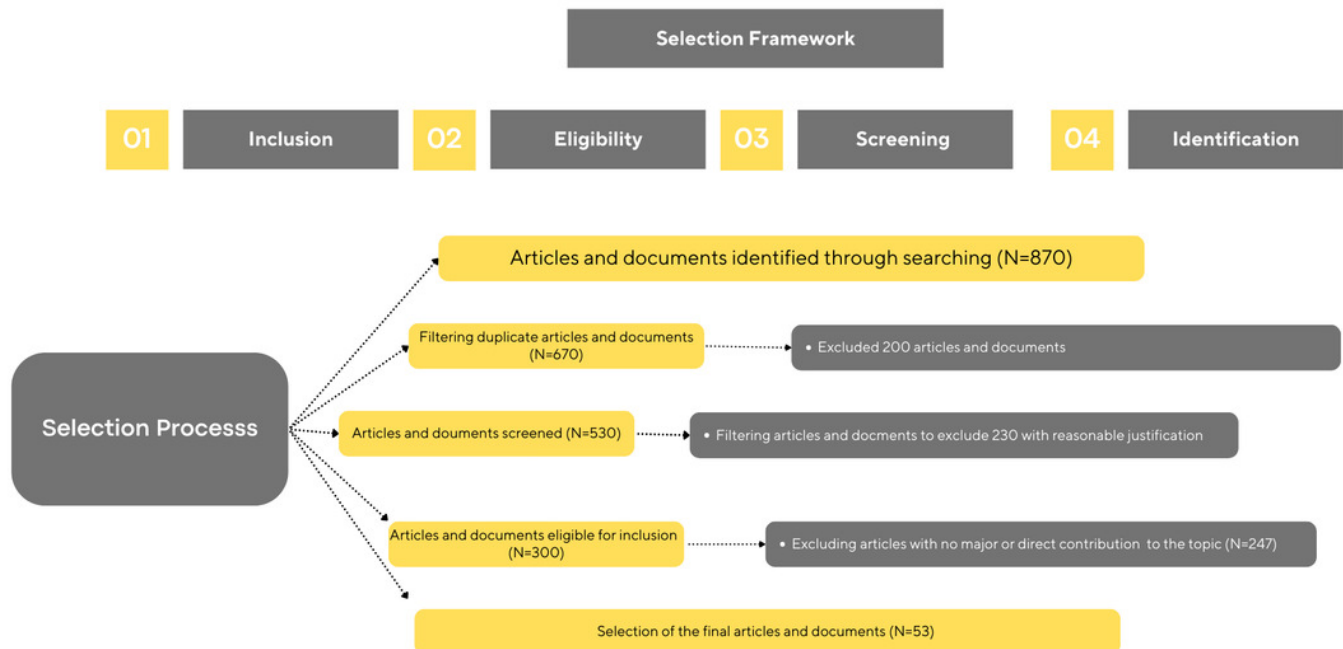 Selection Framework
01
Inclusion
02
Eligibility
03
Screening
04
Identification
Articles and documents identified through searching (N=870)
Filtering duplicate articles and documents
(N=670)
• Excluded 200 articles and documents
Selection Processs
Articles and douments screened (N=530)
• Filtering articles and docments to exclude 230 with reasonable justification
Articles and documents eligible for inclusion
(N=300)
• Excluding articles with no major or direct contribution to the topic (N=247)
Selection of the final articles and documents (N=53)